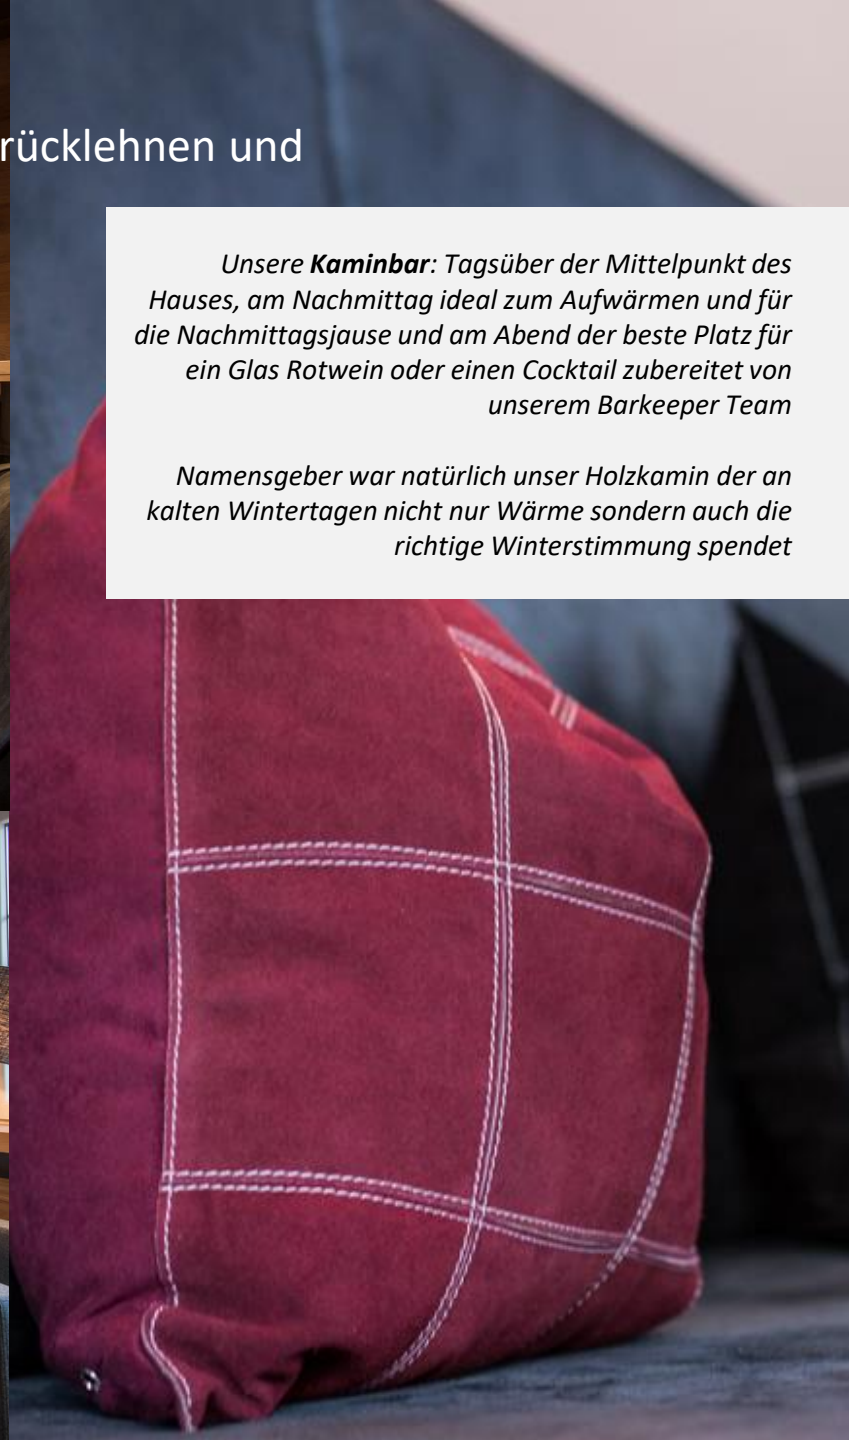 rücklehnen und
Unsere Kaminbar: Tagsüber der Mittelpunkt des
Hauses, am Nachmittag ideal zum Aufwärmen und für
die Nachmittagsjause und am Abend der beste Platz für
ein Glas Rotwein oder einen Cocktail zubereitet von
unserem Barkeeper Team
Namensgeber war natürlich unser Holzkamin der an
kalten Wintertagen nicht nur Wärme sondern auch die
richtige Winterstimmung spendet